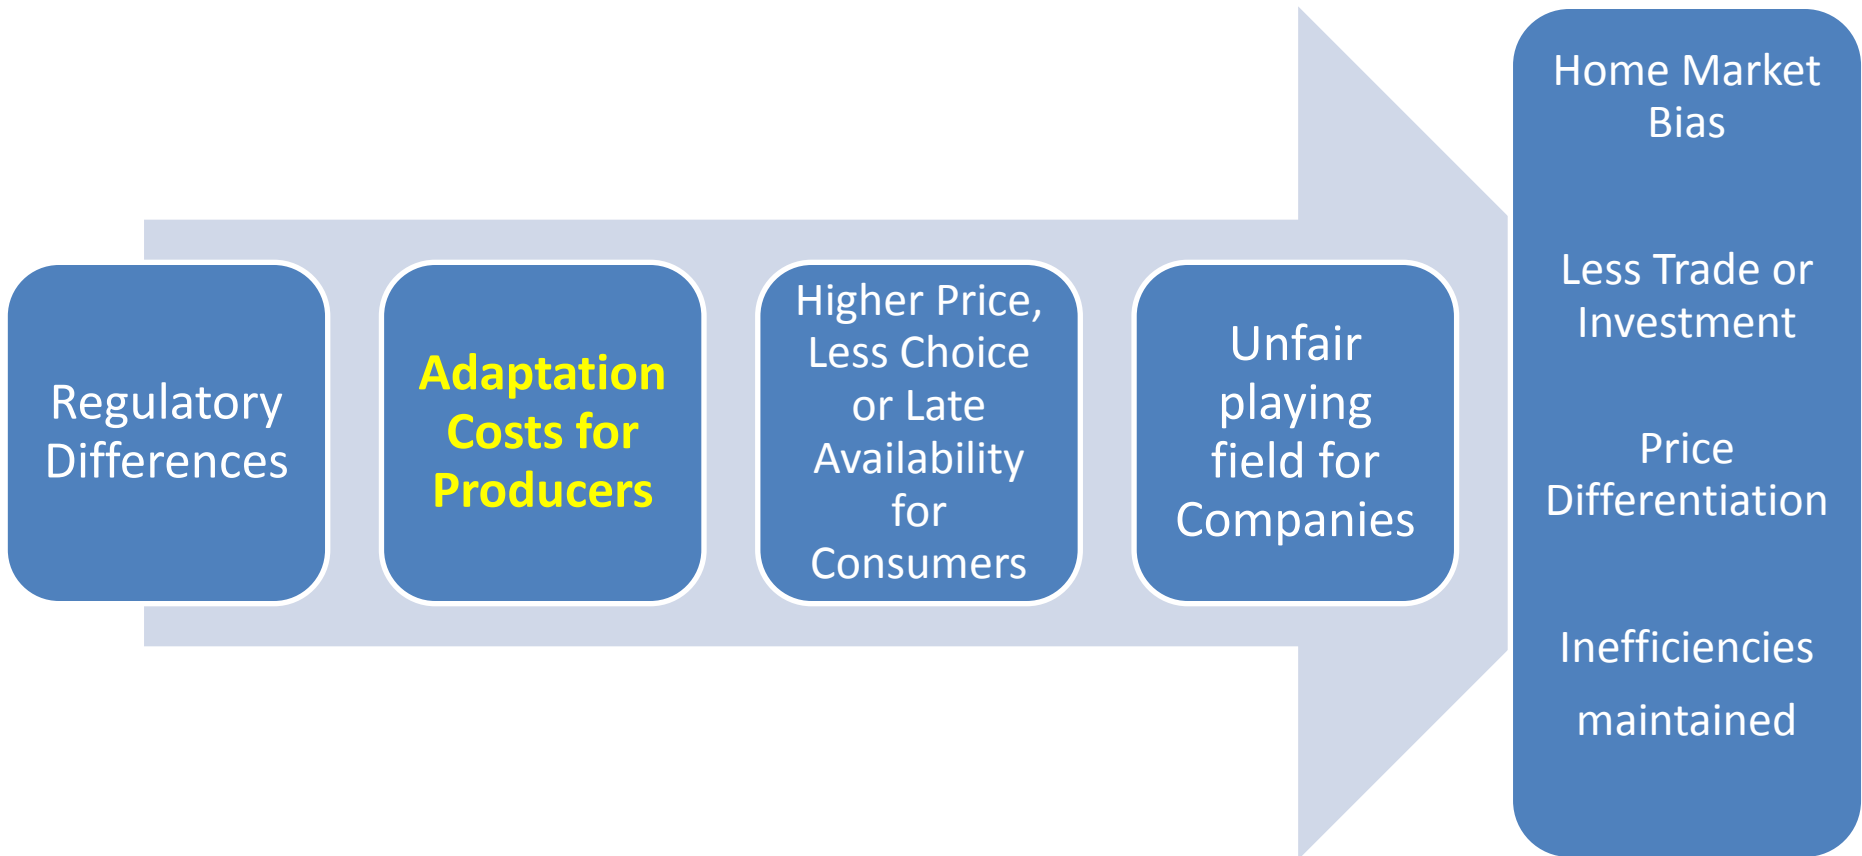 Regulatory
Differences
Adaptation
Costs for
Producers
Higher Price,
Less Choice
or Late
Availability
for
Consumers
Unfair
playing
field for
Companies
Home Market
Bias
Less Trade or
Investment
Price
Differentiation
Inefficiencies
maintained